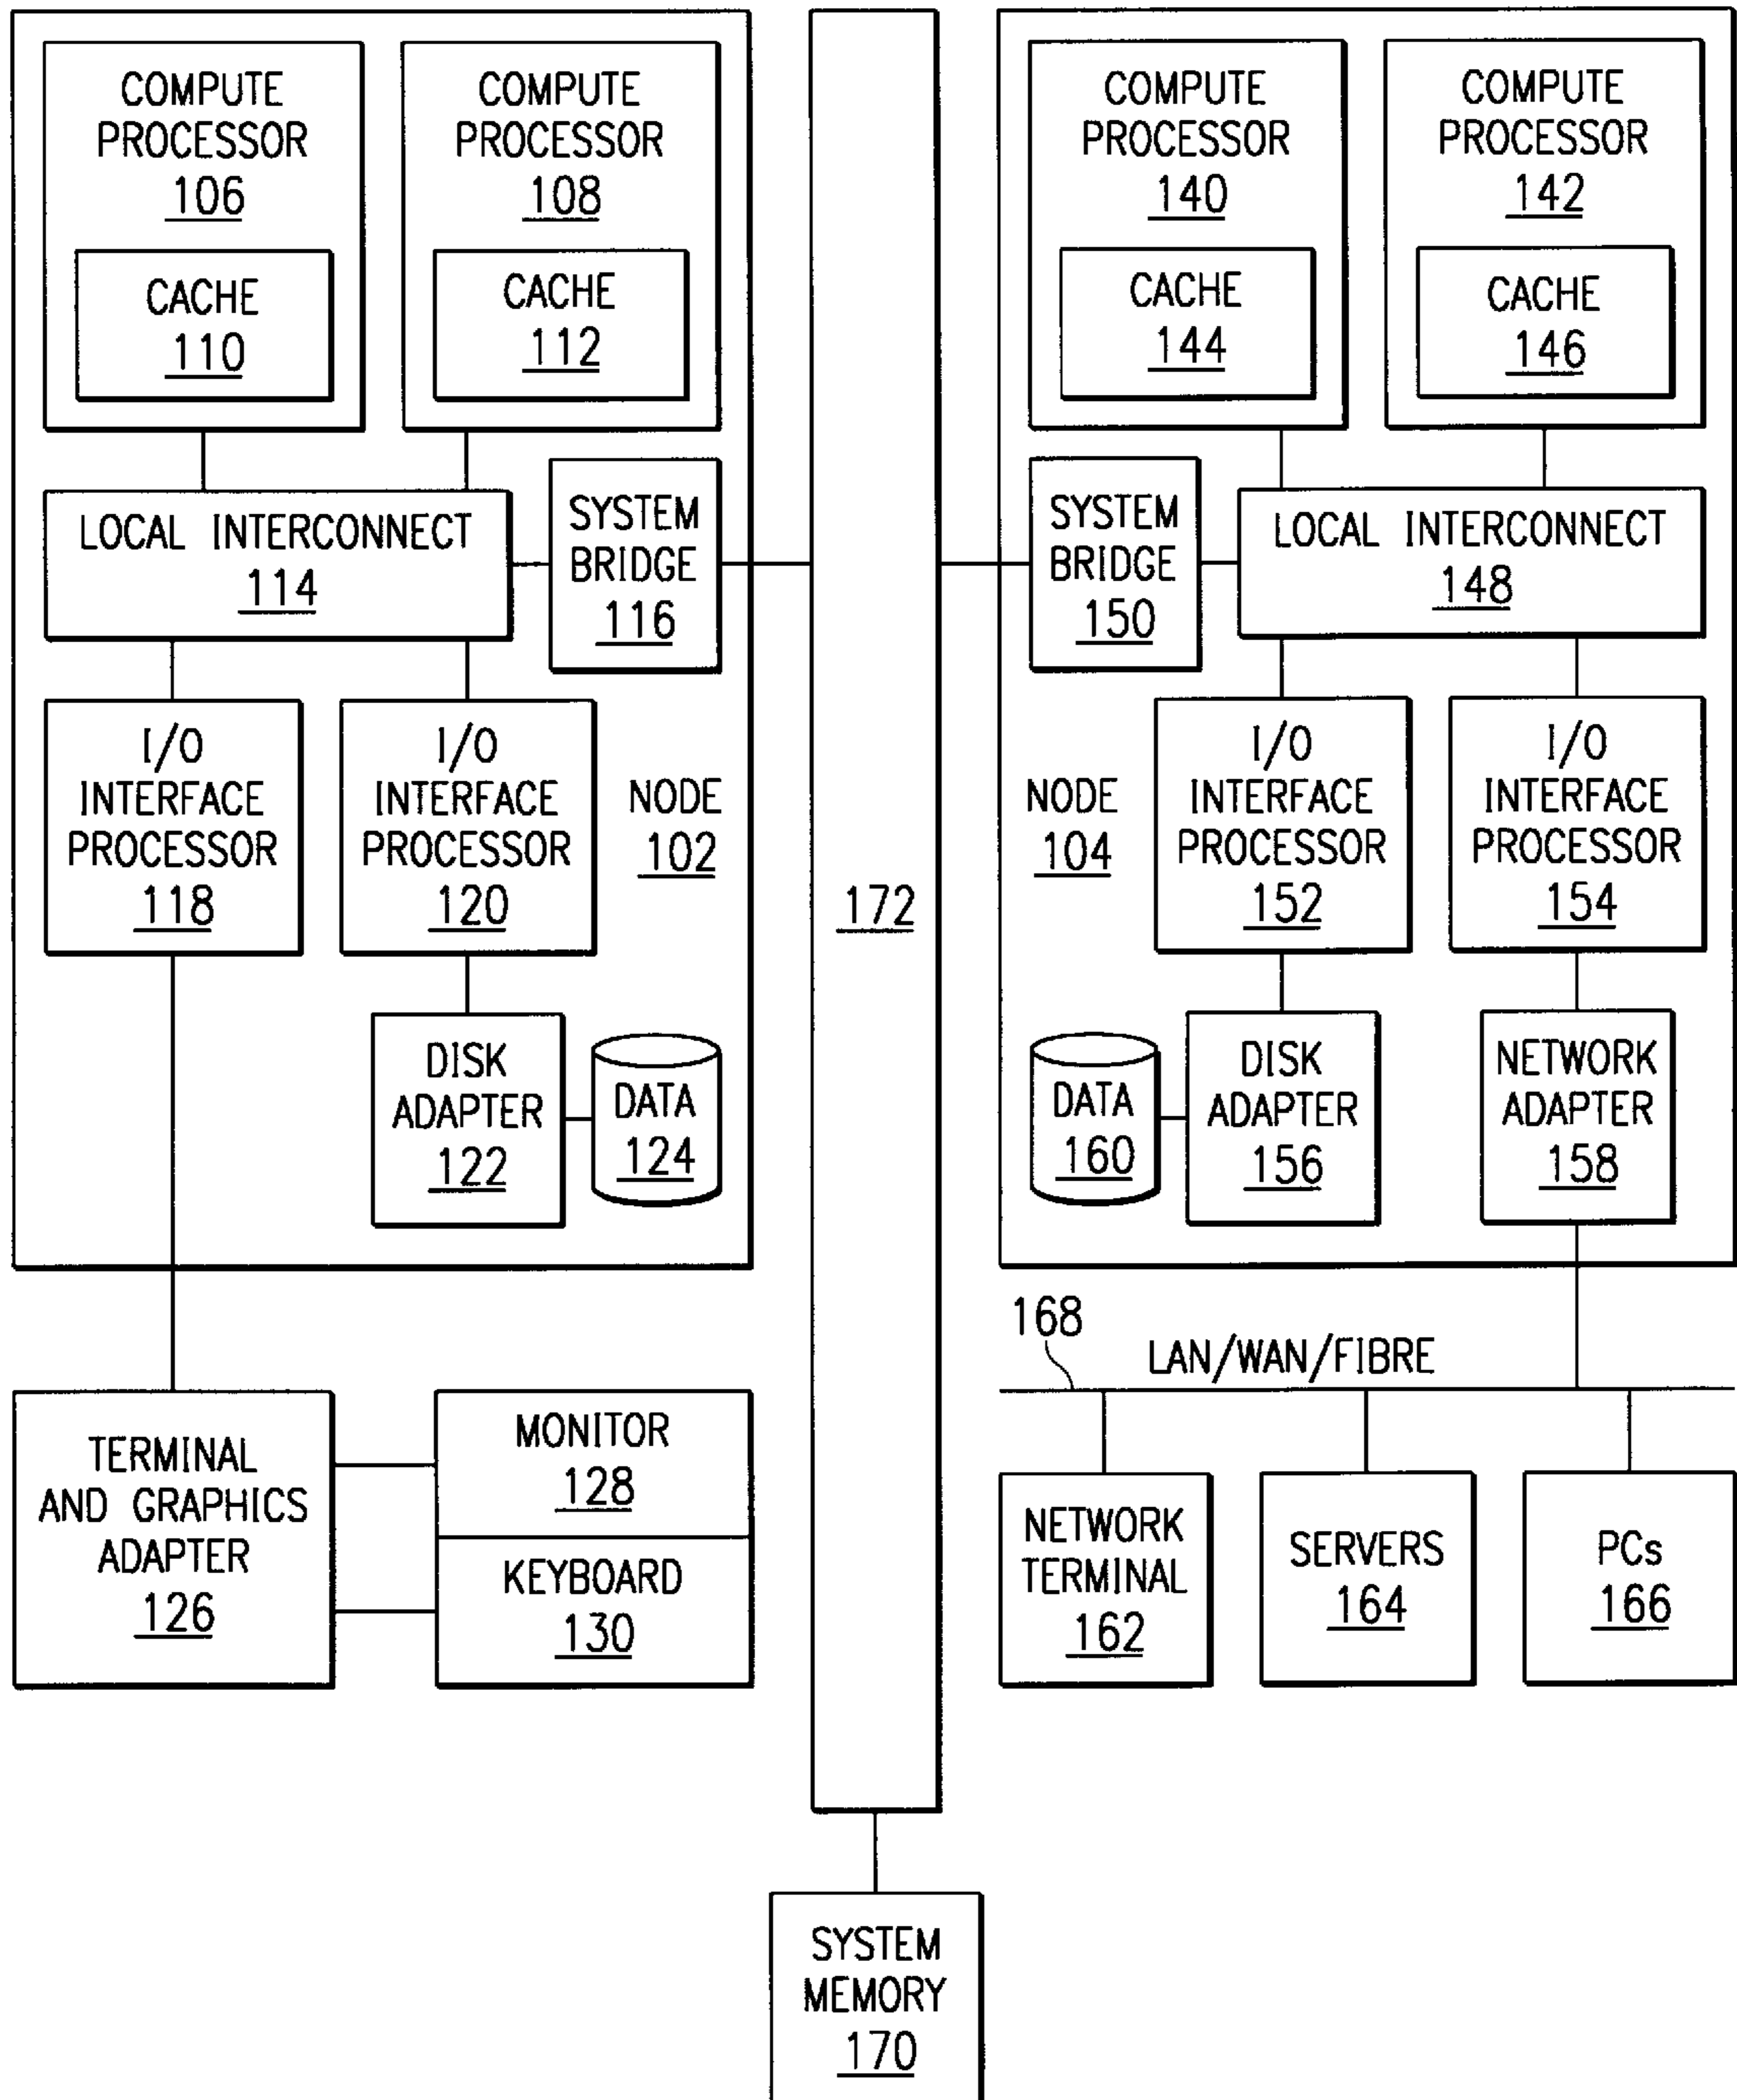 COMPUTE
PROCESSOR
106
CACHE
110
COMPUTE
PROCESSOR
108
CACHE
112
LOCAL INTERCONNECT
114
SYSTEM
BRIDGE
116
I/O
INTERFACE
PROCESSOR
118
I/O
INTERFACE
PROCESSOR
120
NODE
102
DISK
ADAPTER
122
DATA
124
TERMINAL
AND GRAPHICS
ADAPTER
126
MONITOR
128
KEYBOARD
130
172
SYSTEM
MEMORY
170
COMPUTE
PROCESSOR
140
CACHE
144
COMPUTE
PROCESSOR
142
CACHE
146
SYSTEM
BRIDGE
150
LOCAL INTERCONNECT
148
NODE
104
I/O
INTERFACE
PROCESSOR
152
I/O
INTERFACE
PROCESSOR
154
DATA
160
DISK
ADAPTER
156
NETWORK
ADAPTER
158
168
LAN/WAN/FIBRE
NETWORK
TERMINAL
162
SERVERS
164
PCs
166